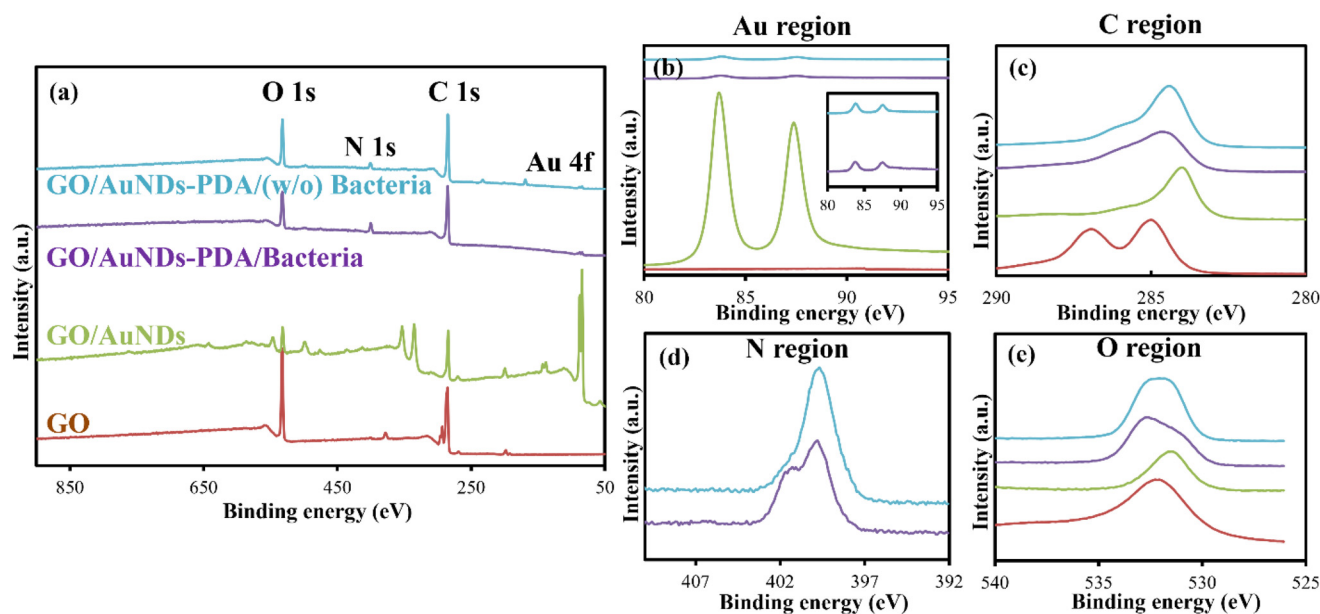 Au region
C region
(a)
O 1s
C 1s
N 1s
Au 4f
GO/AuNDs-PDA/(w/o) Bacteria
GO/AuNDs-PDA/Bacteria
GO/AuNDs
GO
Intensity (a.u.)
850
650
450
250
50
Binding energy (eV)
(b)
Intensity (a.u.)
80
85
90
95
80
85
90
95
Binding energy (eV)
(c)
Intensity (a.u.)
290
285
280
Binding energy (eV)
N region
(d)
Intensity (a.u.)
407
402
397
392
Binding energy (eV)
O region
(e)
Intensity (a.u.)
540
535
530
525
Binding energy (eV)